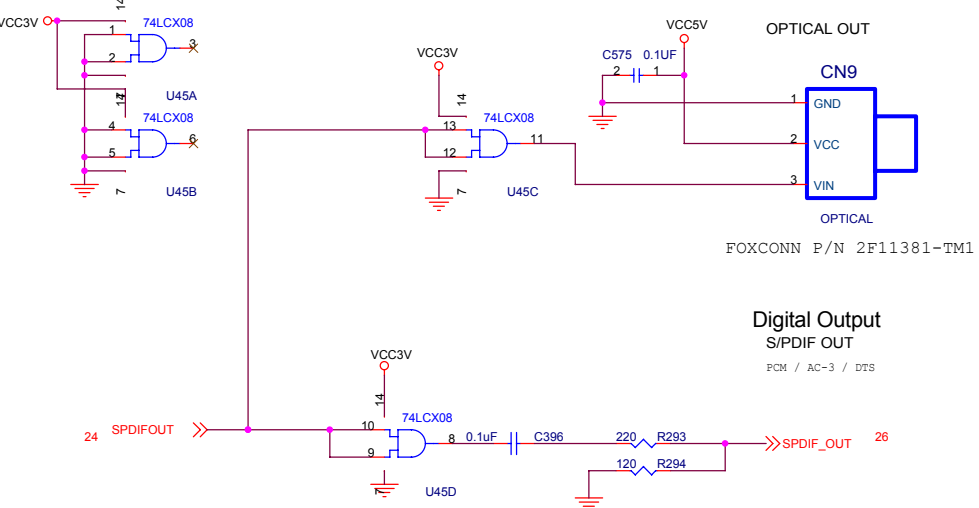 14
VCC3V
1
2
3
74LCX08
7
U45A
14
74LCX08
4
5
6
7
U45B
VCC3V
14
74LCX08
13
12
11
7
U45C
VCC5V
C575 0.1UF
2 1
OPTICAL OUT
CN9
1 GND
2 VCC
3 VIN
OPTICAL
FOXCONN P/N 2F11381-TM1
Digital Output
S/PDIF OUT
PCM / AC-3 / DTS
VCC3V
14
74LCX08
24 SPDIFOUT
10
9
8
0.1uF C396
220 R293
SPDIF_OUT 26
120 R294
7
U45D